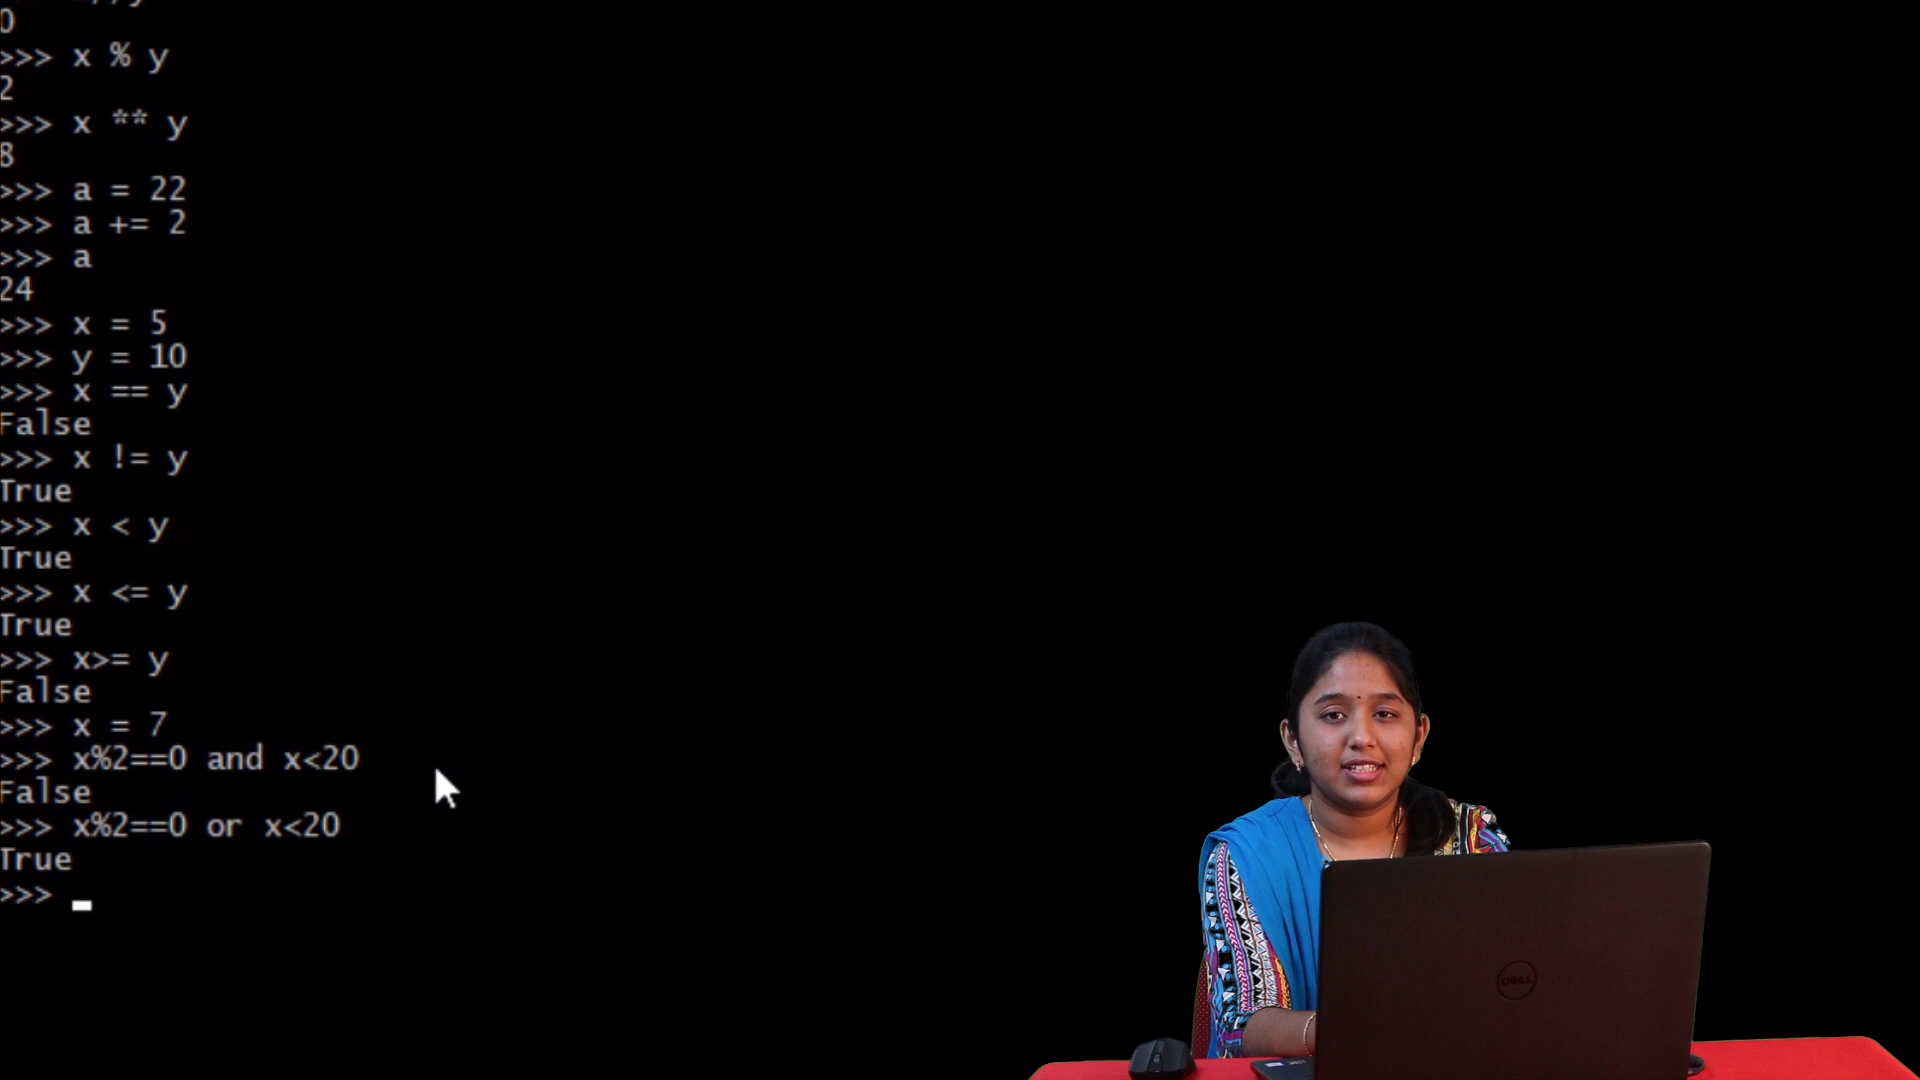 0
>>> x % y
2
>>> x ** y
8
>>> a = 22
>>> a += 2
>>> a
24
>>> x = 5
>>> y = 10
>>> x == y
False
>>> x != y
True
>>> x < y
True
>>> x <= y
True
>>> x>= y
False
>>> x = 7
>>> x%2==0 and x<20
False
>>> x%2==0 or x<20
True
>>>
DELL